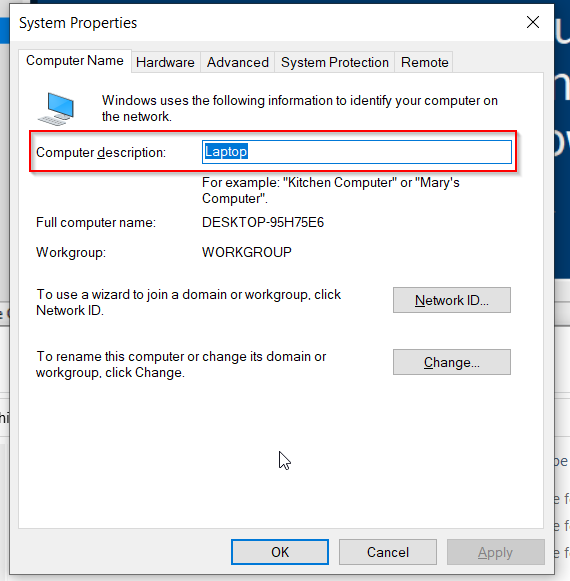 System Properties
Computer Name Hardware Advanced System Protection Remote
Windows uses the following information to identify your computer on
the network.
Computer description: Laptop
For example: "Kitchen Computer" or "Mary's
Computer".
Full computer name: DESKTOP-95H75E6
Workgroup: WORKGROUP
To use a wizard to join a domain or workgroup, click
Network ID.
Network ID...
To rename this computer or change its domain or
workgroup, click Change.
Change...
OK Cancel Apply